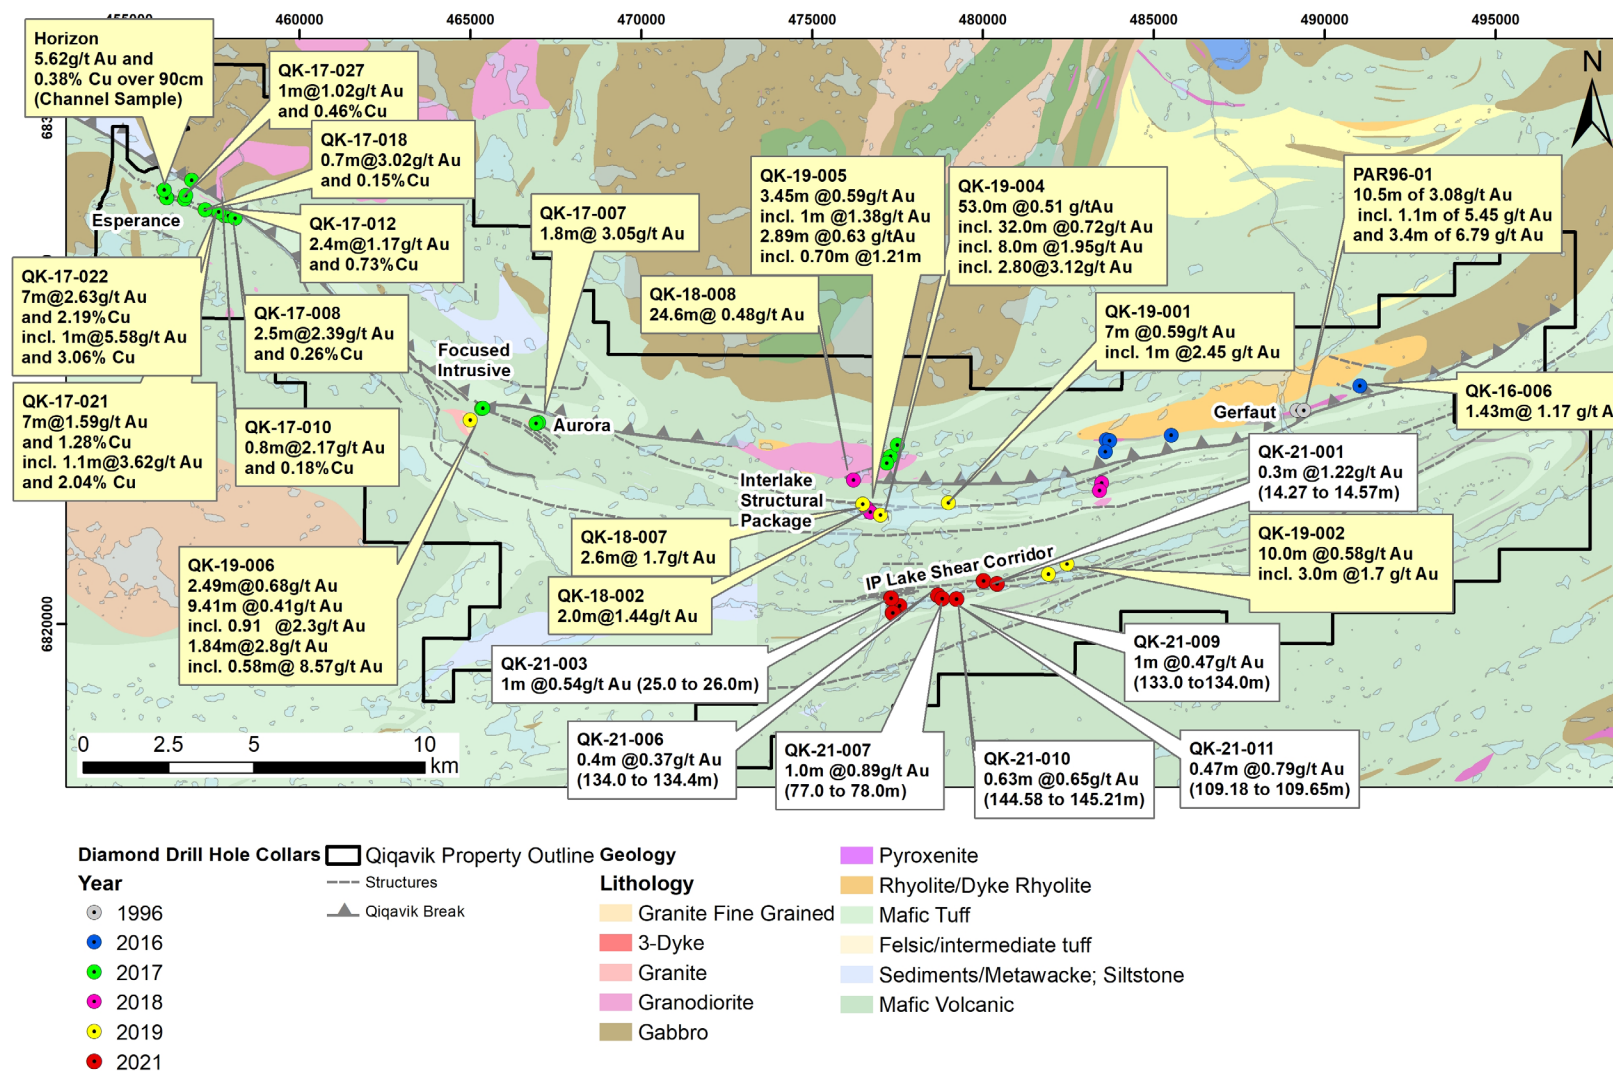 455000
460000
465000
470000
475000
480000
485000
490000
495000
N
6820000
Horizon
5.62g/t Au and
0.38% Cu over 90cm
(Channel Sample)
QK-17-027
1m@1.02g/t Au
and 0.46%Cu
QK-17-018
0.7m@3.02g/t Au
and 0.15%Cu
QK-17-012
2.4m@1.17g/t Au
and 0.73%Cu
Esperance
QK-17-022
7m@2.63g/t Au
and 2.19%Cu
incl. 1m@5.58g/t Au
and 3.06% Cu
QK-17-008
2.5m@2.39g/t Au
and 0.26%Cu
QK-17-021
7m@1.59g/t Au
and 1.28%Cu
incl. 1.1m@3.62g/t Au
and 2.04% Cu
QK-17-010
0.8m@2.17g/t Au
and 0.18%Cu
QK-17-007
1.8m@ 3.05g/t Au
Focused
Intrusive
Aurora
QK-19-005
3.45m @0.59g/t Au
incl. 1m @1.38g/t Au
2.89m @0.63 g/tAu
incl. 0.70m @1.21m
QK-19-004
53.0m @0.51 g/tAu
incl. 32.0m @0.72g/t Au
incl. 8.0m @1.95g/t Au
incl. 2.80@3.12g/t Au
QK-18-008
24.6m@ 0.48g/t Au
QK-19-001
7m @0.59g/t Au
incl. 1m @2.45 g/t Au
PAR96-01
10.5m of 3.08g/t Au
incl. 1.1m of 5.45 g/t Au
and 3.4m of 6.79 g/t Au
QK-16-006
1.43m@ 1.17 g/t A
Gerfaut
Interlake
Structural
Package
QK-21-001
0.3m @1.22g/t Au
(14.27 to 14.57m)
QK-19-002
10.0m @0.58g/t Au
incl. 3.0m @1.7 g/t Au
QK-18-007
2.6m@ 1.7g/t Au
QK-18-002
2.0m@1.44g/t Au
IP Lake Shear Corridor
QK-19-006
2.49m@0.68g/t Au
9.41m @0.41g/t Au
incl. 0.91 @2.3g/t Au
1.84m@2.8g/t Au
incl. 0.58m@ 8.57g/t Au
QK-21-003
1m @0.54g/t Au (25.0 to 26.0m)
QK-21-009
1m @0.47g/t Au
(133.0 to134.0m)
QK-21-006
0.4m @0.37g/t Au
(134.0 to 134.4m)
QK-21-007
1.0m @0.89g/t Au
(77.0 to 78.0m)
QK-21-010
0.63m @0.65g/t Au
(144.58 to 145.21m)
QK-21-011
0.47m @0.79g/t Au
(109.18 to 109.65m)
0 2.5 5 10
km
Diamond Drill Hole Collars
Year
1996
2016
2017
2018
2019
2021
Qiqavik Property Outline
Structures
Qiqavik Break
Geology
Lithology
Granite Fine Grained
3-Dyke
Granite
Granodiorite
Gabbro
Pyroxenite
Rhyolite/Dyke Rhyolite
Mafic Tuff
Felsic/intermediate tuff
Sediments/Metawacke; Siltstone
Mafic Volcanic